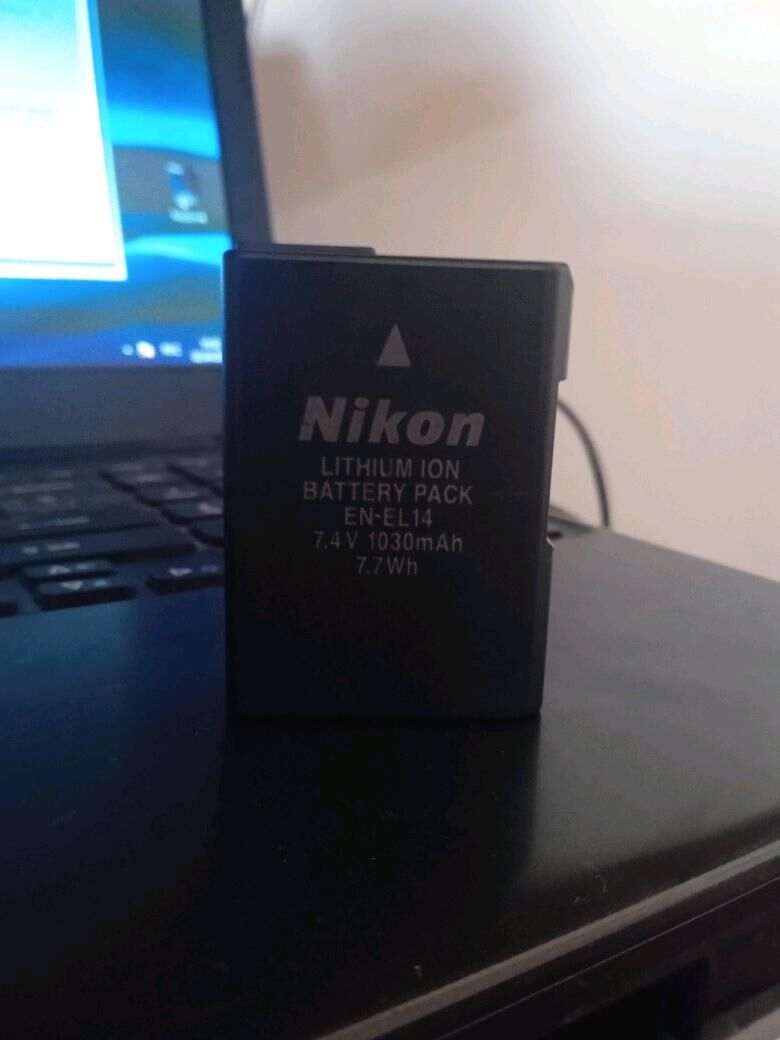 Nikon
LITHIUM ION
BATTERY PACK
EN-EL14
7.4V 1030mAh
7.7Wh